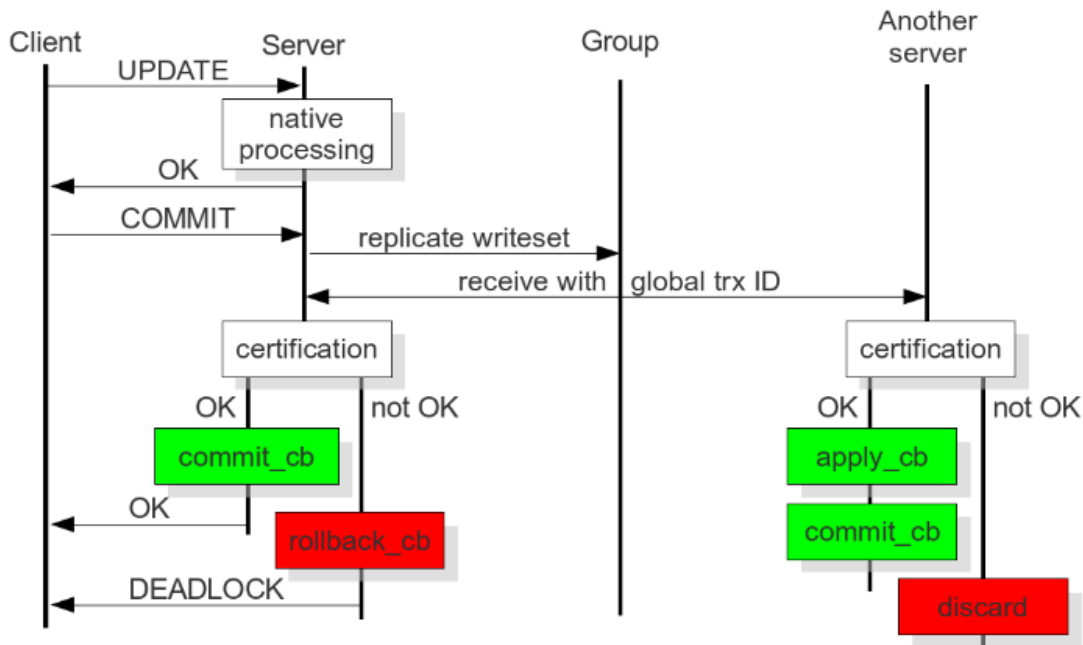 Client
Server
Group
Another
server
UPDATE
native
processing
OK
COMMIT
replicate writeset
receive with
global trx ID
certification
certification
OK
not OK
OK
not OK
commit_cb
apply_cb
OK
rollback_cb
commit_cb
DEADLOCK
discard